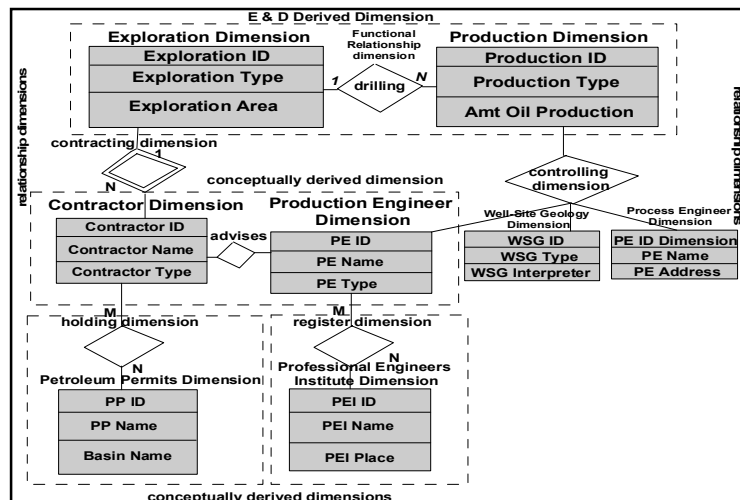 E & D Derived Dimension
Exploration Dimension
Exploration ID
Exploration Type
Exploration Area
Functional
Relationship
dimension
1
drilling
N
Production Dimension
Production ID
Production Type
Amt Oil Production
relationship dimensions
relationship dimensions
contracting dimension
1
N
conceptually derived dimension
controlling
dimension
Contractor Dimension
Contractor ID
Contractor Name
Contractor Type
advises
Production Engineer
Dimension
PE ID
PE Name
PE Type
Well-Site Geology
Dimension
WSG ID
WSG Type
WSG Interpreter
Process Engineer
Dimension
PE ID Dimension
PE Name
PE Address
M
holding dimension
N
Petroleum Permits Dimension
PP ID
PP Name
Basin Name
M
register dimension
N
Professional Engineers
Institute Dimension
PEI ID
PEI Name
PEI Place
conceptually derived dimensions